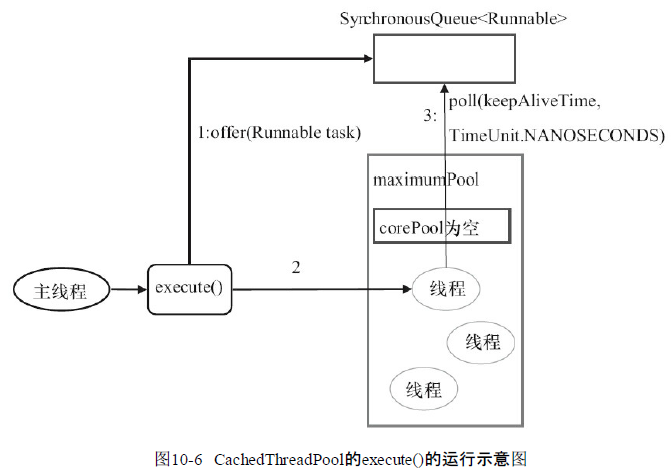 SynchronousQueue<Runnable>
1:offer(Runnable task)
3:
poll(keepAliveTime,
TimeUnit.NANOSECONDS)
maximumPool
corePool为空
2
主线程
execute()
线程
线程
线程
图10-6 CachedThreadPool的execute()的运行示意图